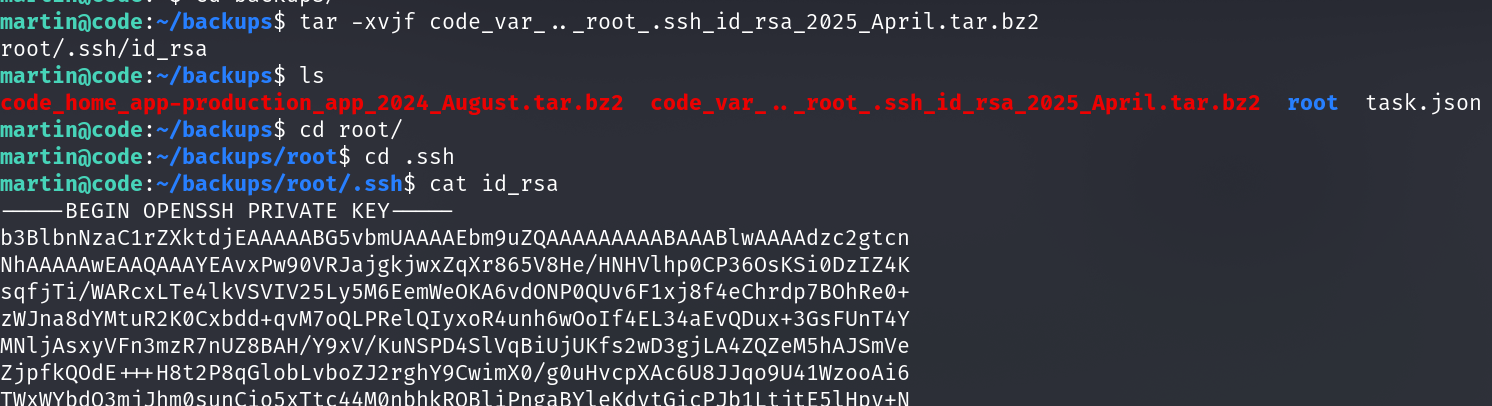 cd backups/
martin@code:~/backups$ tar -xvjf code_var_.._root_.ssh_id_rsa_2025_April.tar.bz2
root/.ssh/id_rsa
martin@code:~/backups$ ls
code_home_app-production_app_2024_August.tar.bz2  code_var_.._root_.ssh_id_rsa_2025_April.tar.bz2  root  task.json
martin@code:~/backups$ cd root/
martin@code:~/backups/root$ cd .ssh
martin@code:~/backups/root/.ssh$ cat id_rsa
-----BEGIN OPENSSH PRIVATE KEY-----
b3BlbnNzaC1rZXktdjEAAAAABG5vbmUAAAAEbm9uZQAAAAAAAAABAAABlwAAAAdzc2gtcn
NhAAAAAwEAAQAAAYEAvxPw90VRJajgkjwxZqXr865V8He/HNHVlhp0CP36OsKSi0DzIZ4K
sqfjTi/WARcxLTe4lkVSVIV25Ly5M6EemWeOKA6vdONP0QUv6F1xj8f4eChrdp7BOhRe0+
zWJna8dYMtuR2K0Cxbdd+qvM7oQLPRelQIyxoR4unh6wOoIf4EL34aEvQDux+3GsFUnT4Y
MNljAsxyVFn3mzR7nUZ8BAH/Y9xV/KuNSPD4SlVqBiUjUKfs2wD3gjLA4ZQZeM5hAJSmVe
ZjpfkQOdE+++H8t2P8qGlobLvboZJ2rghY9CwimX0/g0uHvcpXAc6U8JJqo9U41WzooAi6